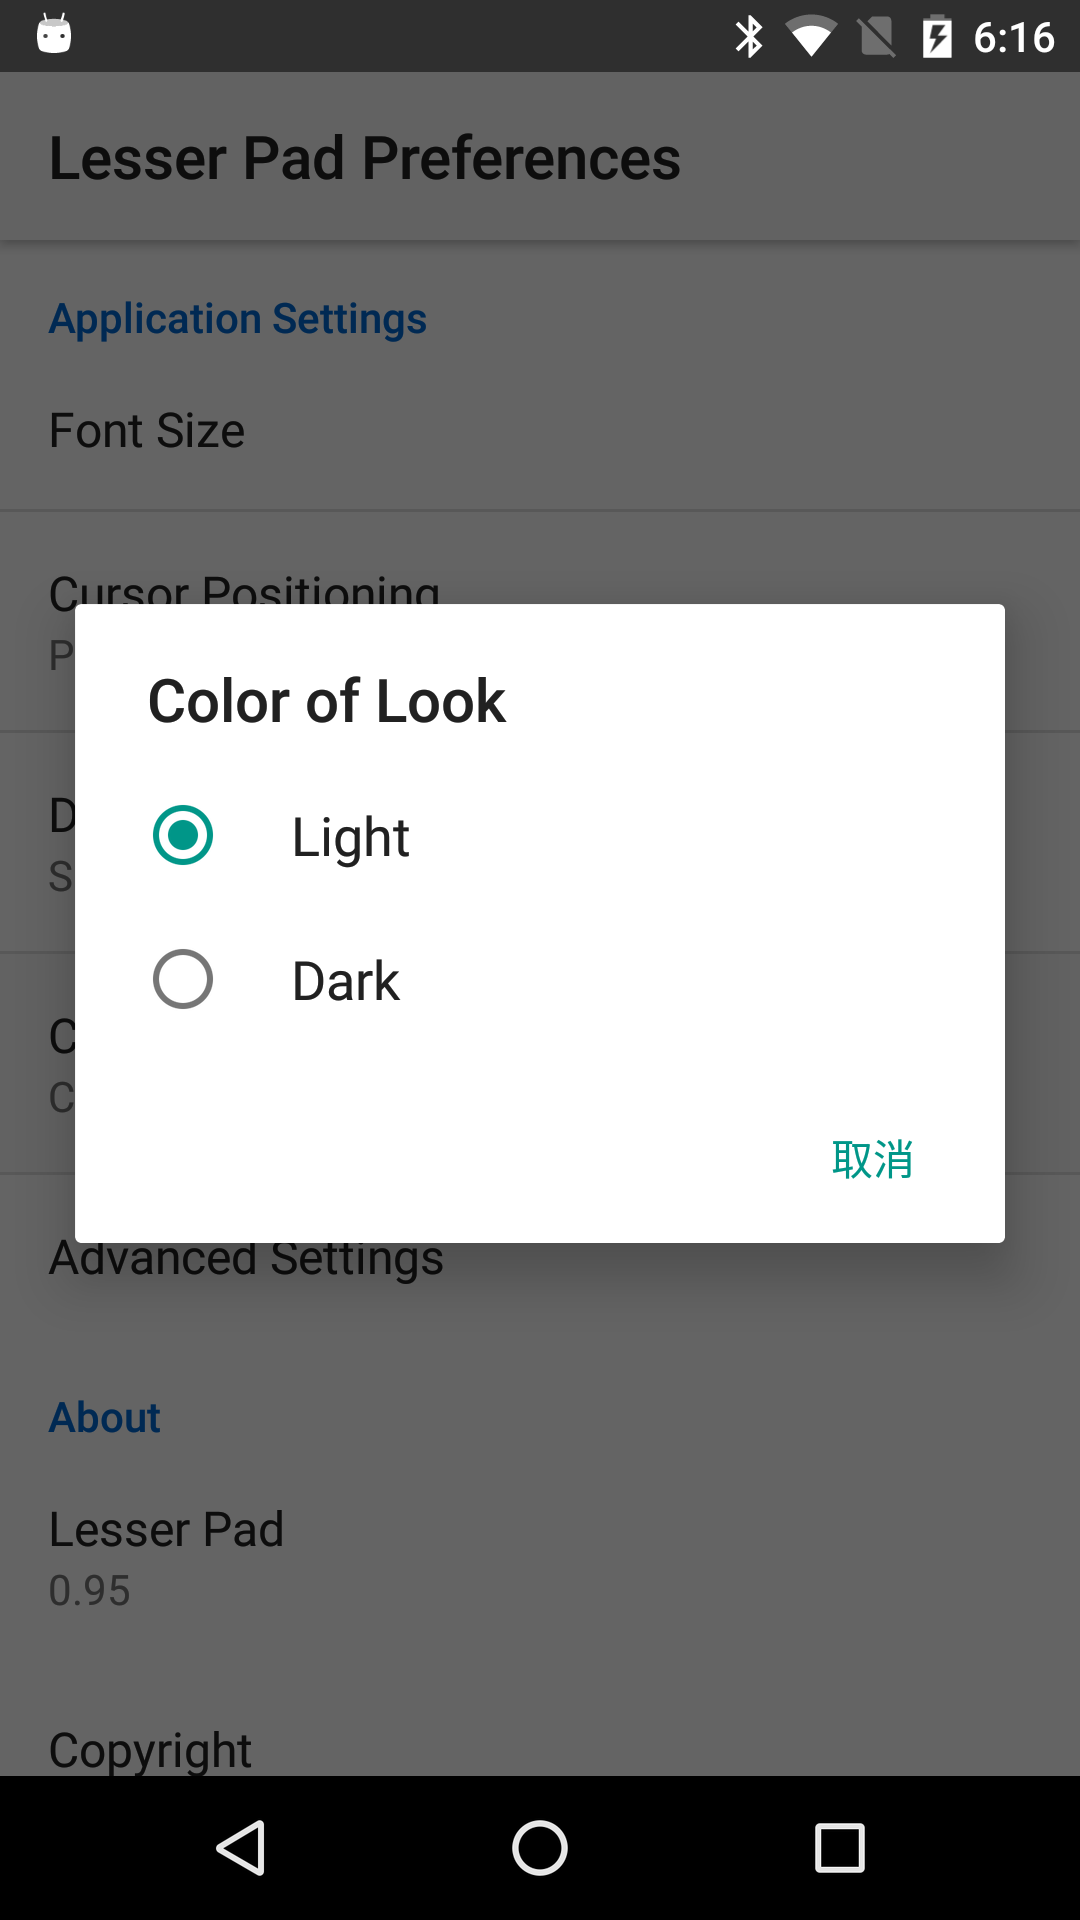 6:16
Lesser Pad Preferences
Application Settings
Font Size
Cursor Positioning
P
D
S
C
C
Color of Look
Light
Dark
取消
Advanced Settings
About
Lesser Pad
0.95
Copyright